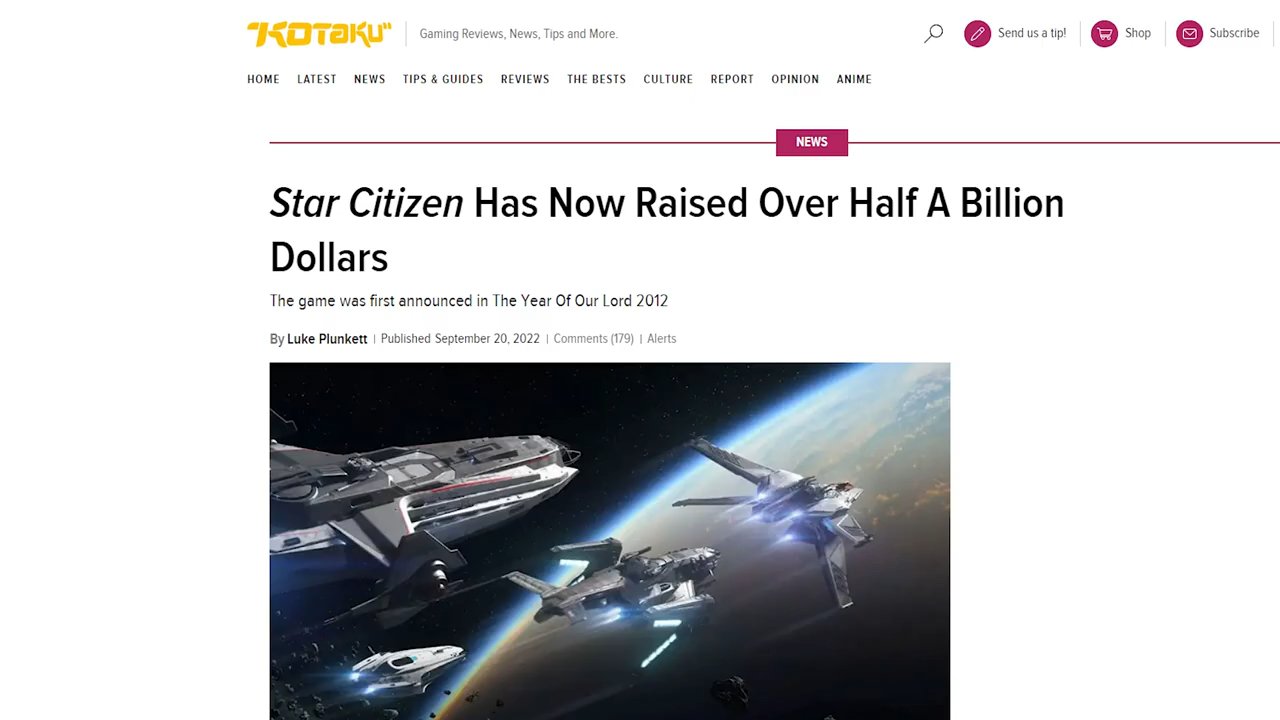 "KOTAKU"
Gaming Reviews, News, Tips and More.
Send us a tip!
Shop
Subscribe
HOME LATEST NEWS TIPS & GUIDES REVIEWS THE BESTS CULTURE REPORT OPINION ANIME
NEWS
Star Citizen Has Now Raised Over Half A Billion
Dollars
The game was first announced in The Year Of Our Lord 2012
By Luke Plunkett | Published September 20, 2022 | Comments (179) | Alerts